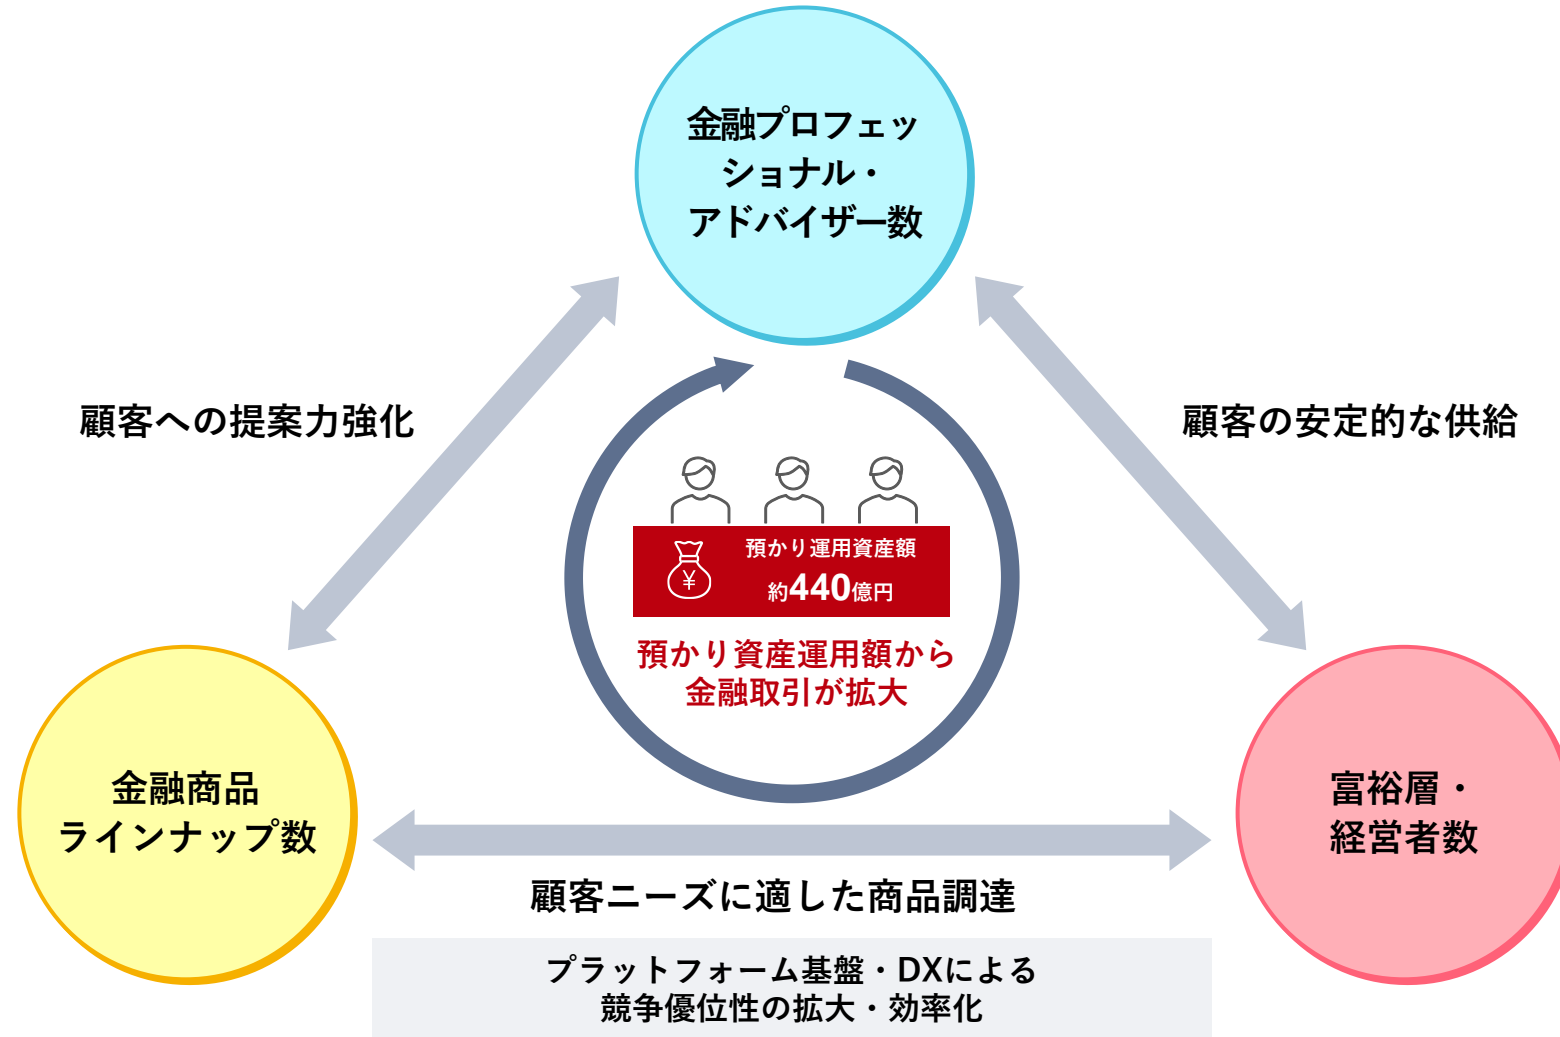 金融プロフェッ
ショナル・
アドバイザー数
顧客への提案力強化
顧客の安定的な供給
¥
預かり運用資産額
約440億円
預かり資産運用額から
金融取引が拡大
金融商品
ラインナップ数
富裕層・
経営者数
顧客ニーズに適した商品調達
プラットフォーム基盤・DXによる
競争優位性の拡大・効率化